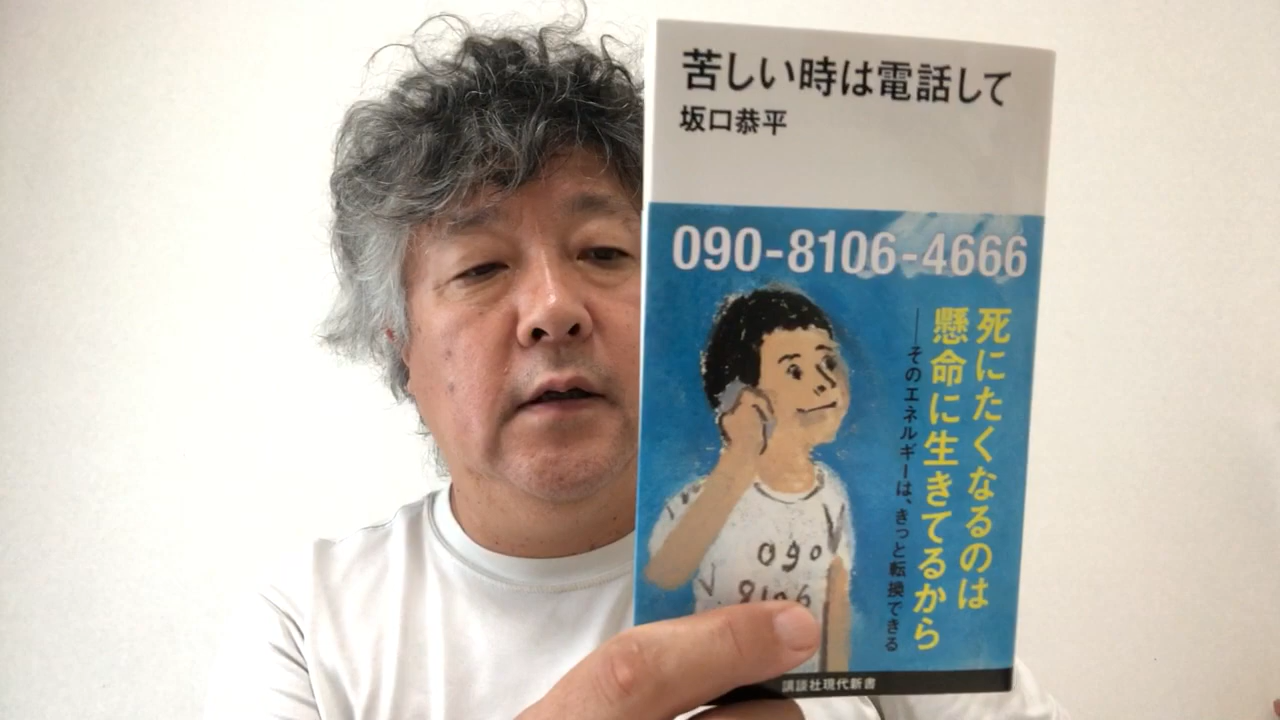 苦しい時は電話して
坂口恭平
090-8106-4666
死にたくなるのは
懸命に生きてるから
──そのエネルギーは、きっと転換できる
090
8106
講談社現代新書